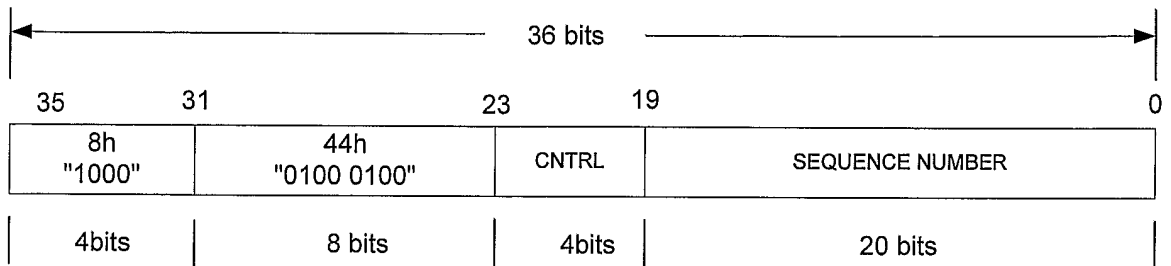 36 bits
35 31 23 19 0
8h 44h CNTRL SEQUENCE NUMBER
"1000" "0100 0100"
4bits 8 bits 4bits 20 bits